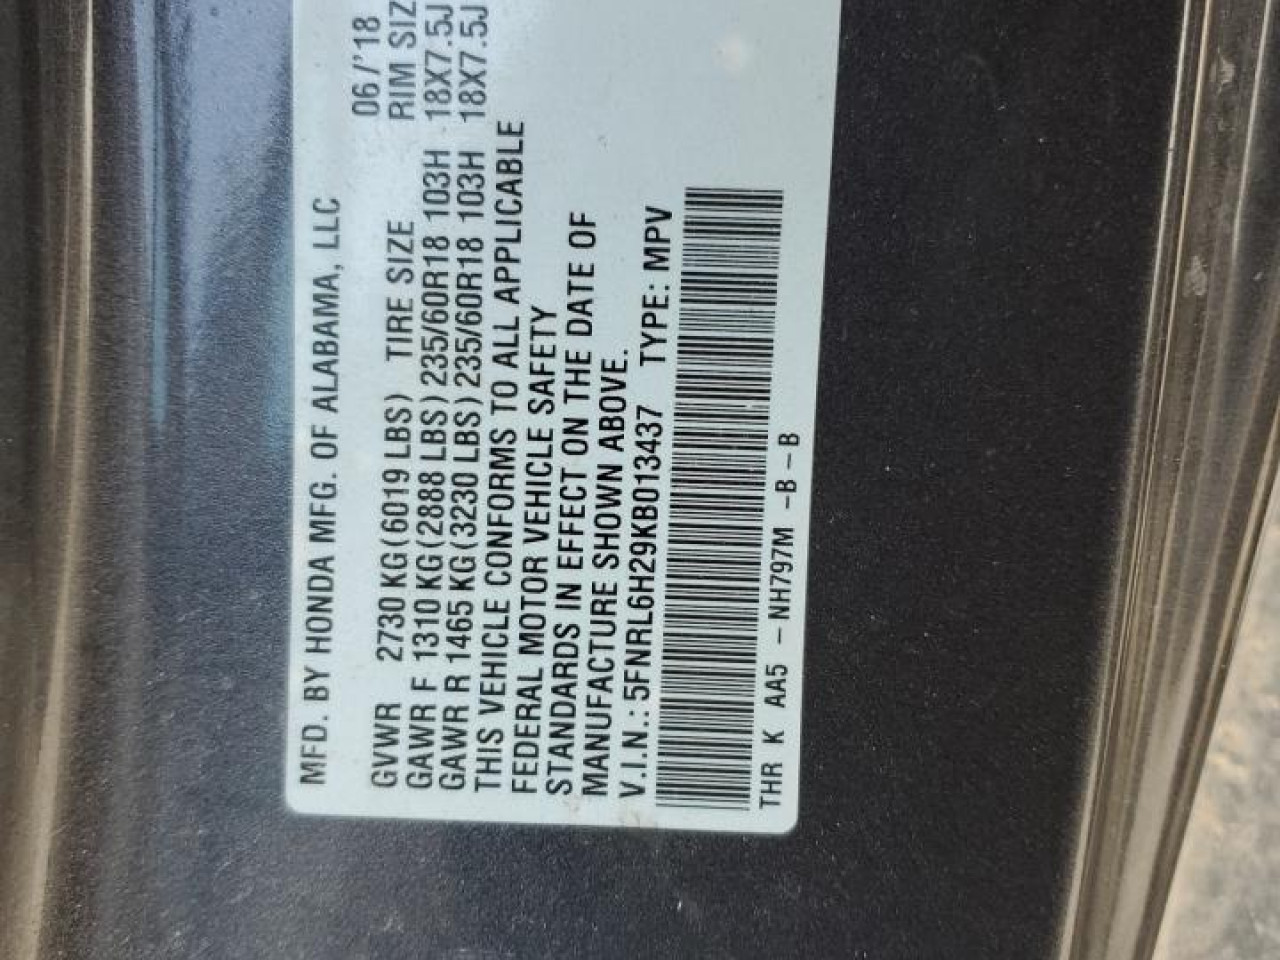 MFD. BY HONDA MFG. OF ALABAMA, LLC 06/'18
GVWR 2730 KG(6019 LBS) TIRE SIZE RIM SIZ
GAWR F 1310 KG(2888 LBS) 235/60R18 103H 18X7.5J
GAWR R 1465 KG(3230 LBS) 235/60R18 103H 18X7.5J
THIS VEHICLE CONFORMS TO ALL APPLICABLE
FEDERAL MOTOR VEHICLE SAFETY
STANDARDS IN EFFECT ON THE DATE OF
MANUFACTURE SHOWN ABOVE.
V.I.N.: 5FNRL6H29KB013437 TYPE: MPV
THR K AA5 - NH797M -B-B